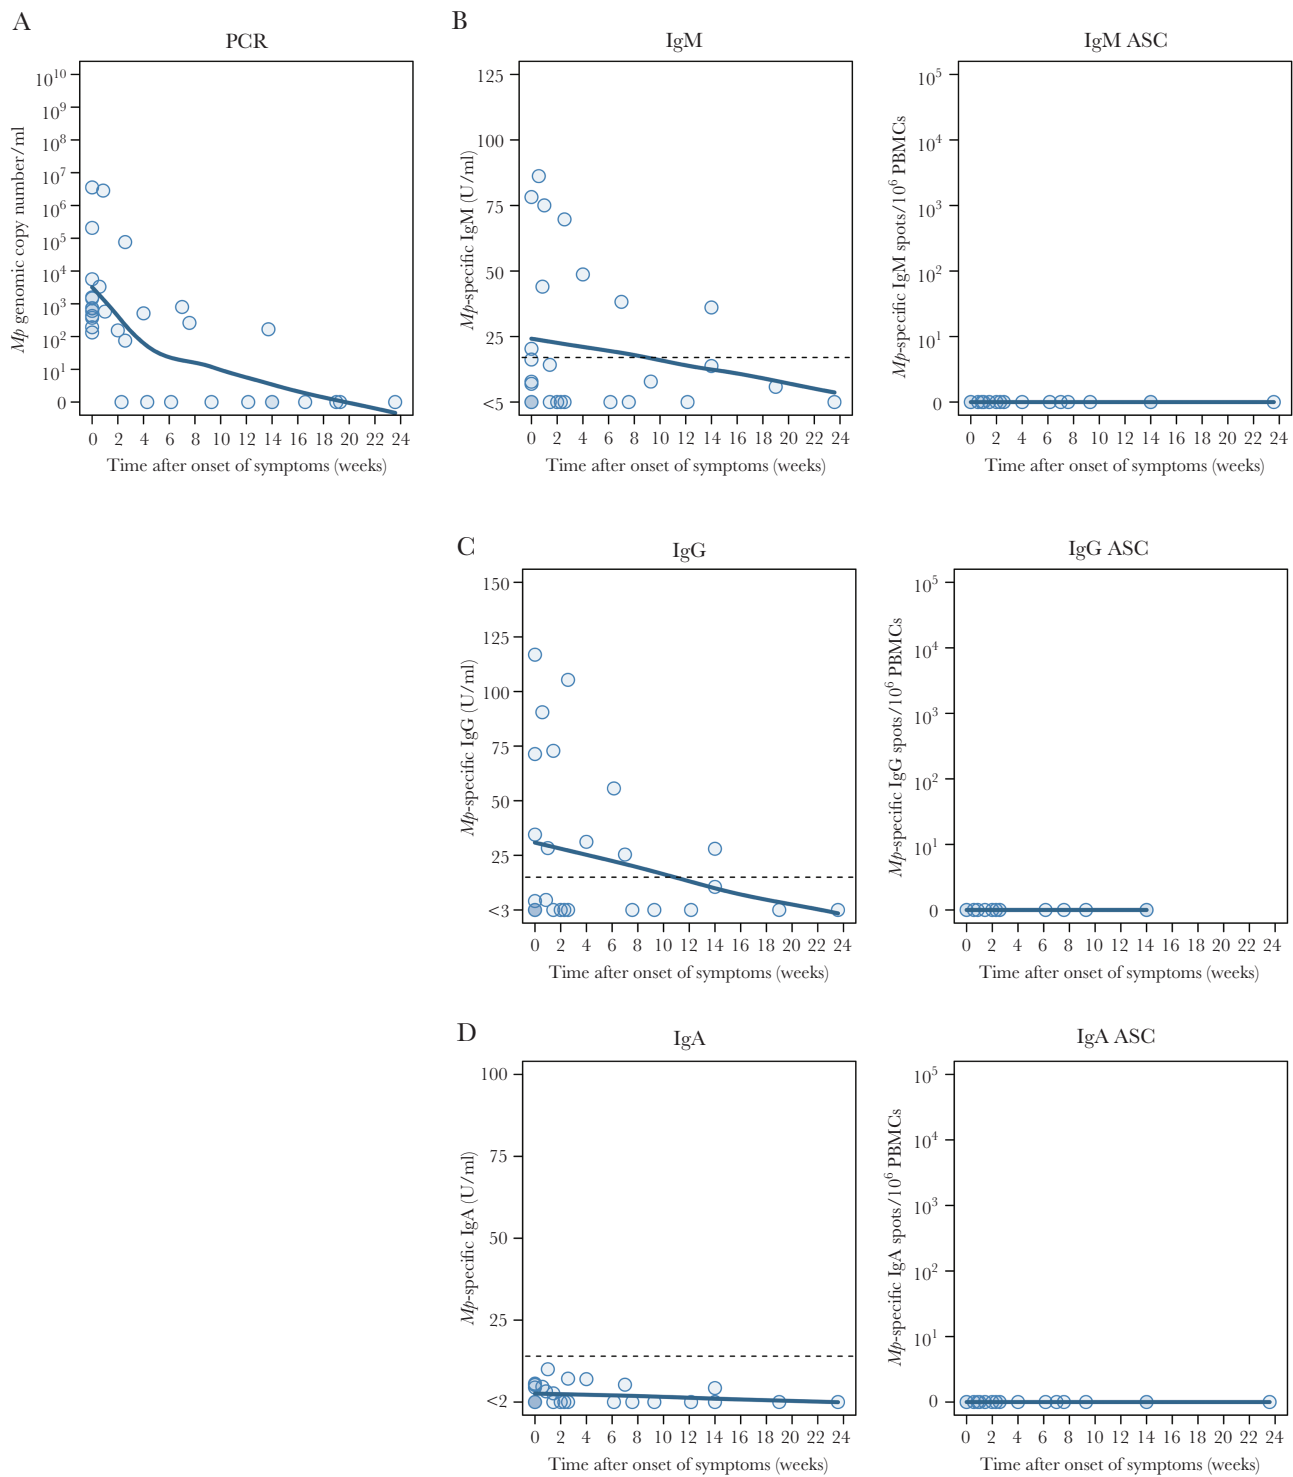 A
PCR
Mp genomic copy number/ml
10^10
10^9
10^8
10^7
10^6
10^5
10^4
10^3
10^2
10^1
0
0 2 4 6 8 10 12 14 16 18 20 22 24
Time after onset of symptoms (weeks)
B
IgM
Mp-specific IgM (U/ml)
125
100
75
50
25
<5
0 2 4 6 8 10 12 14 16 18 20 22 24
Time after onset of symptoms (weeks)
IgM ASC
Mp-specific IgM spots/10^6 PBMCs
10^5
10^4
10^3
10^2
10^1
0
0 2 4 6 8 10 12 14 16 18 20 22 24
Time after onset of symptoms (weeks)
C
IgG
Mp-specific IgG (U/ml)
150
125
100
75
50
25
<3
0 2 4 6 8 10 12 14 16 18 20 22 24
Time after onset of symptoms (weeks)
IgG ASC
Mp-specific IgG spots/10^6 PBMCs
10^5
10^4
10^3
10^2
10^1
0
0 2 4 6 8 10 12 14 16 18 20 22 24
Time after onset of symptoms (weeks)
D
IgA
Mp-specific IgA (U/ml)
100
75
50
25
<2
0 2 4 6 8 10 12 14 16 18 20 22 24
Time after onset of symptoms (weeks)
IgA ASC
Mp-specific IgA spots/10^6 PBMCs
10^5
10^4
10^3
10^2
10^1
0
0 2 4 6 8 10 12 14 16 18 20 22 24
Time after onset of symptoms (weeks)